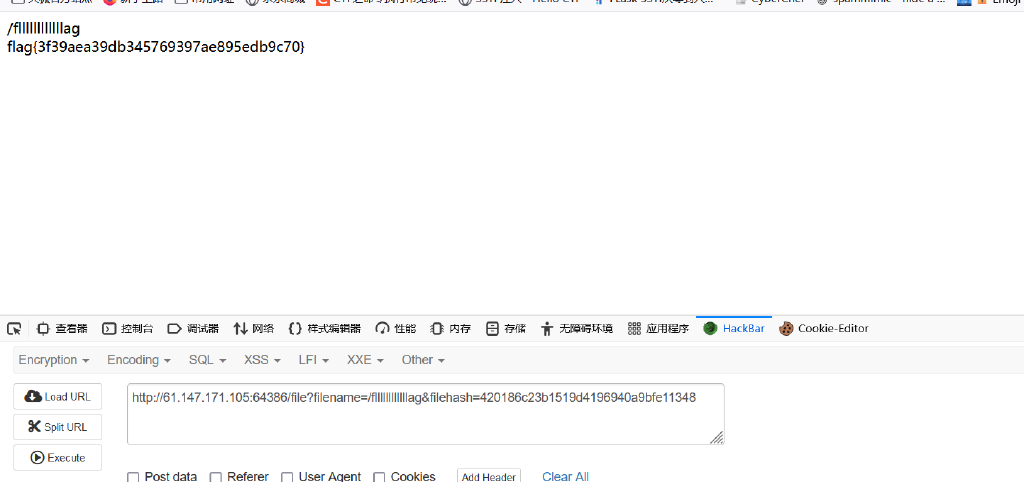 /fllllllllllllag
flag{3f39aea39db345769397ae895edb9c70}
查看器 控制台 调试器 网络 样式编辑器 性能 内存 存储 无障碍环境 应用程序 HackBar Cookie-Editor
Encryption Encoding SQL XSS LFI XXE Other
Load URL
http://61.147.171.105:64386/file?filename=/fllllllllllllag&filehash=420186c23b1519d4196940a9bfe11348
Split URL
Execute
Post data Referer User Agent Cookies Add Header Clear All